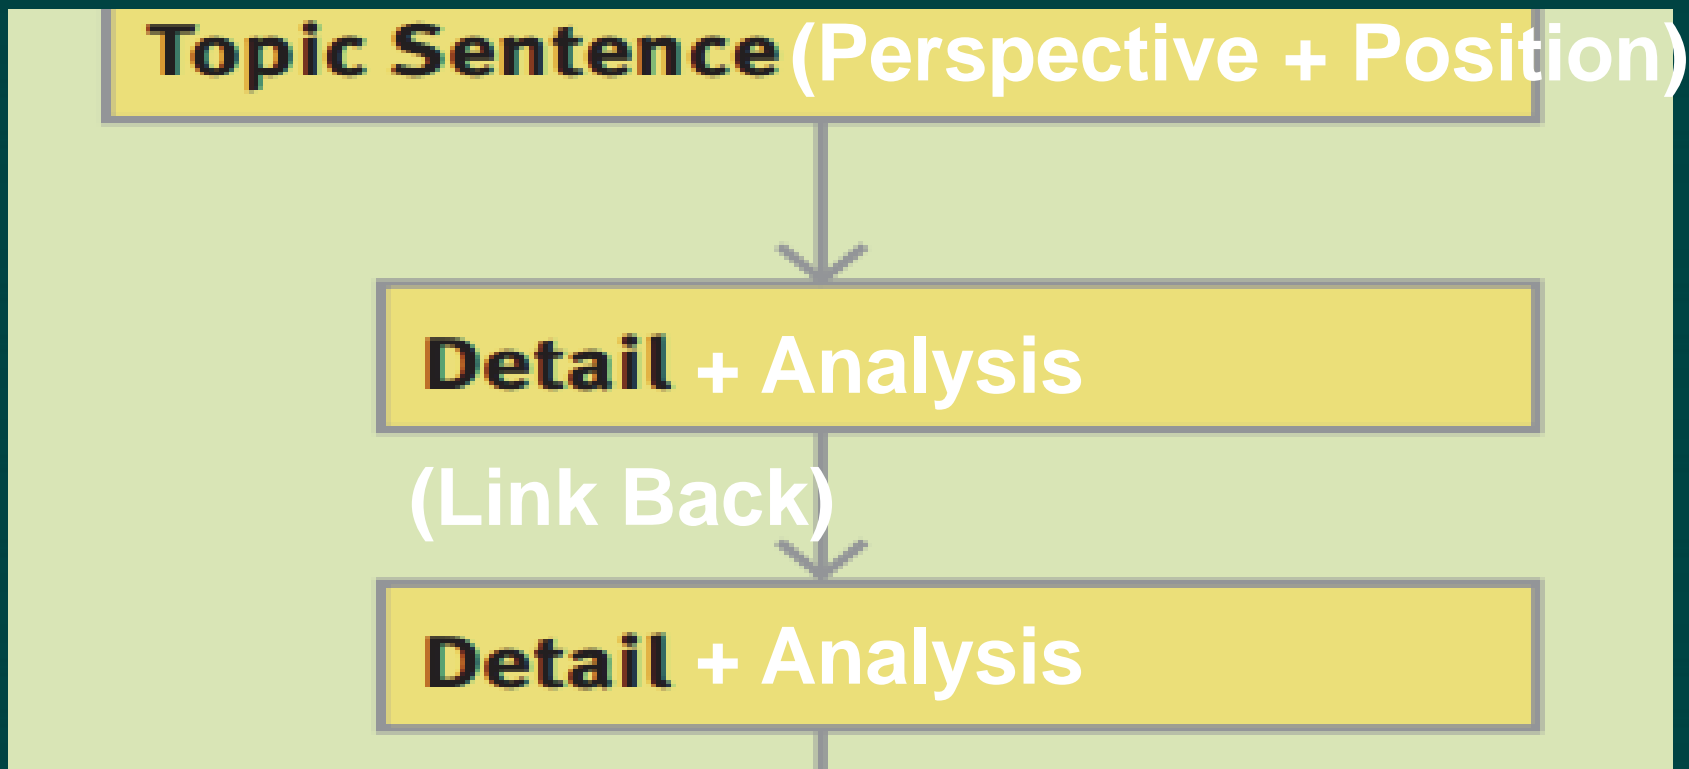 Topic Sentence (Perspective + Position)
Detail + Analysis
(Link Back)
Detail + Analysis